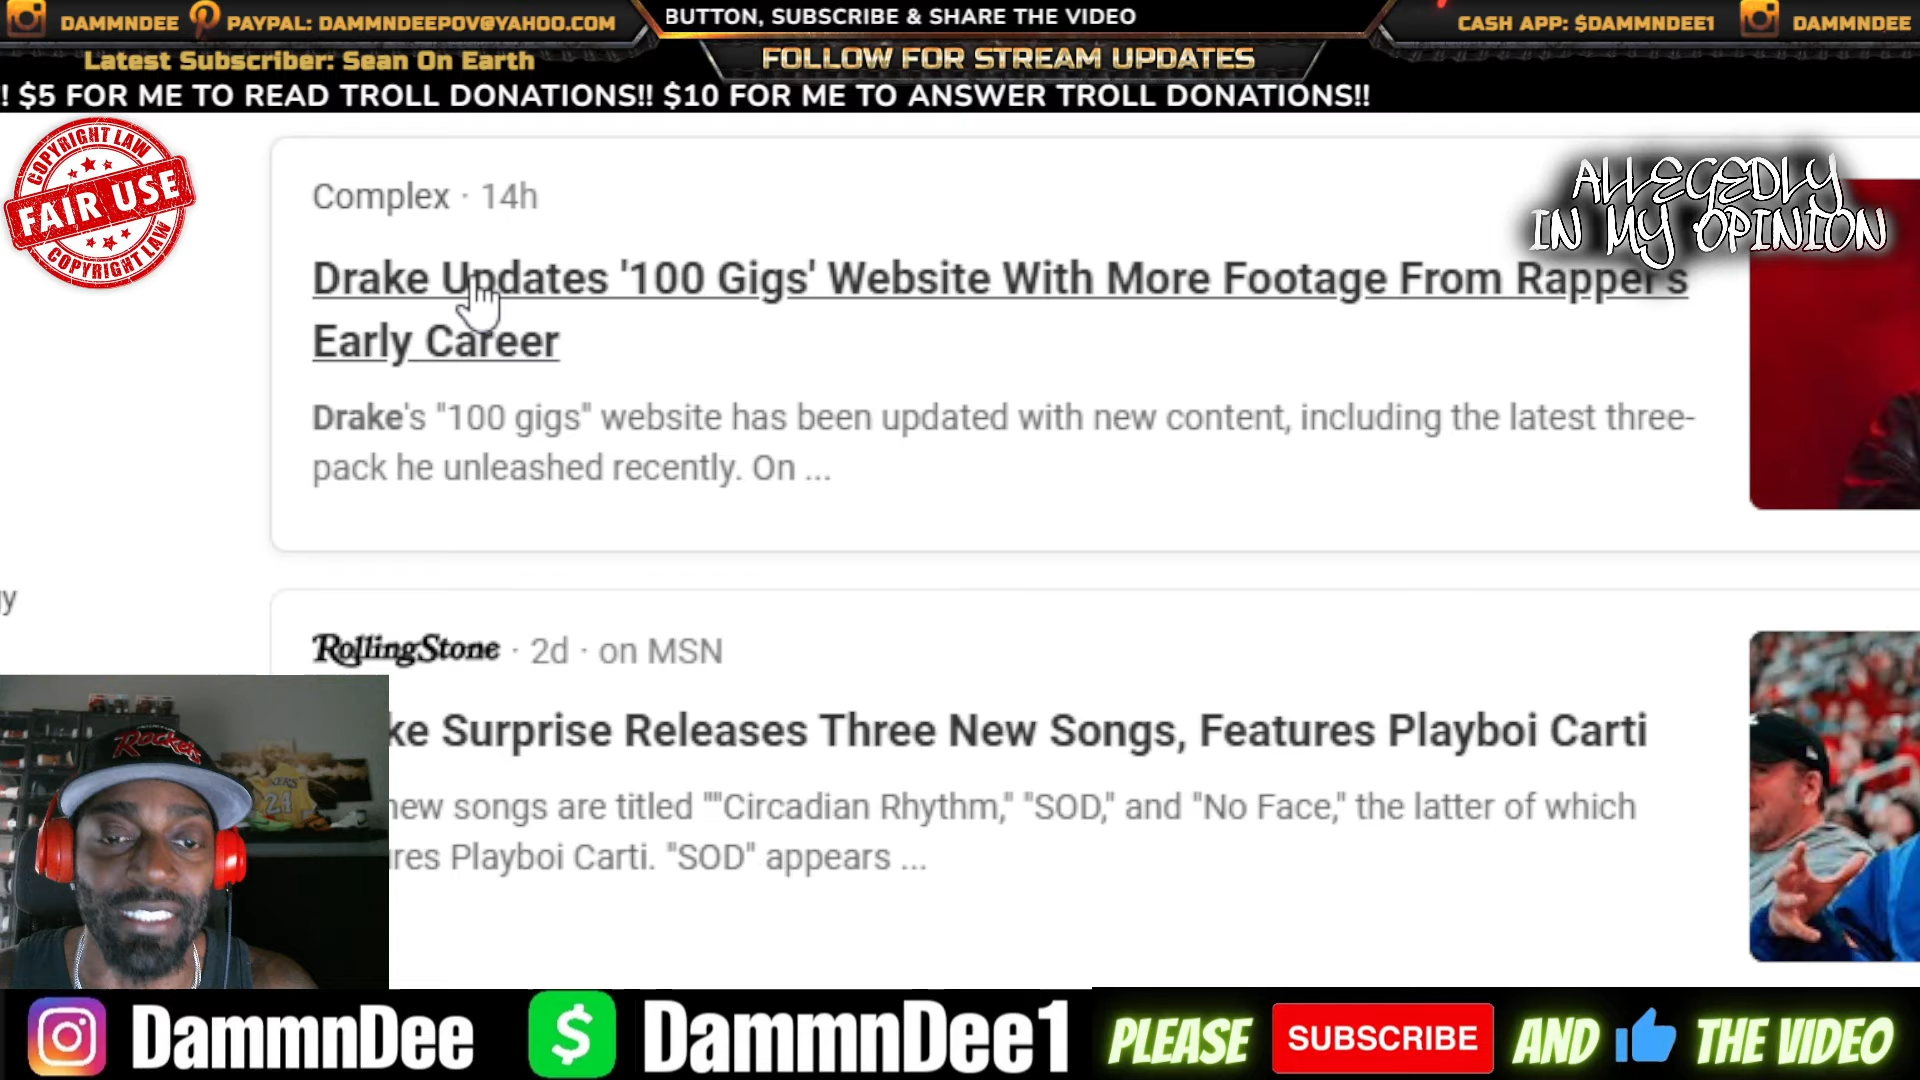 DAMMNDEE PAYPAL: DAMMNDEEPOV@YAHOO.COM
BUTTON, SUBSCRIBE & SHARE THE VIDEO
CASH APP: $DAMMNDEE1 DAMMNDEE
Latest Subscriber: Sean On Earth
FOLLOW FOR STREAM UPDATES
! $5 FOR ME TO READ TROLL DONATIONS!! $10 FOR ME TO ANSWER TROLL DONATIONS!!
COPYRIGHT LAW
FAIR USE
COPYRIGHT LAW
ALLEGEDLY
IN MY OPINION
Complex · 14h
Drake Updates '100 Gigs' Website With More Footage From Rapper's
Early Career
Drake's "100 gigs" website has been updated with new content, including the latest three-
pack he unleashed recently. On ...
gy
RollingStone · 2d · on MSN
ke Surprise Releases Three New Songs, Features Playboi Carti
new songs are titled ""Circadian Rhythm," "SOD," and "No Face," the latter of which
res Playboi Carti. "SOD" appears ...
Rockets
24
DammnDee
$ DammnDee1
PLEASE SUBSCRIBE AND THE VIDEO